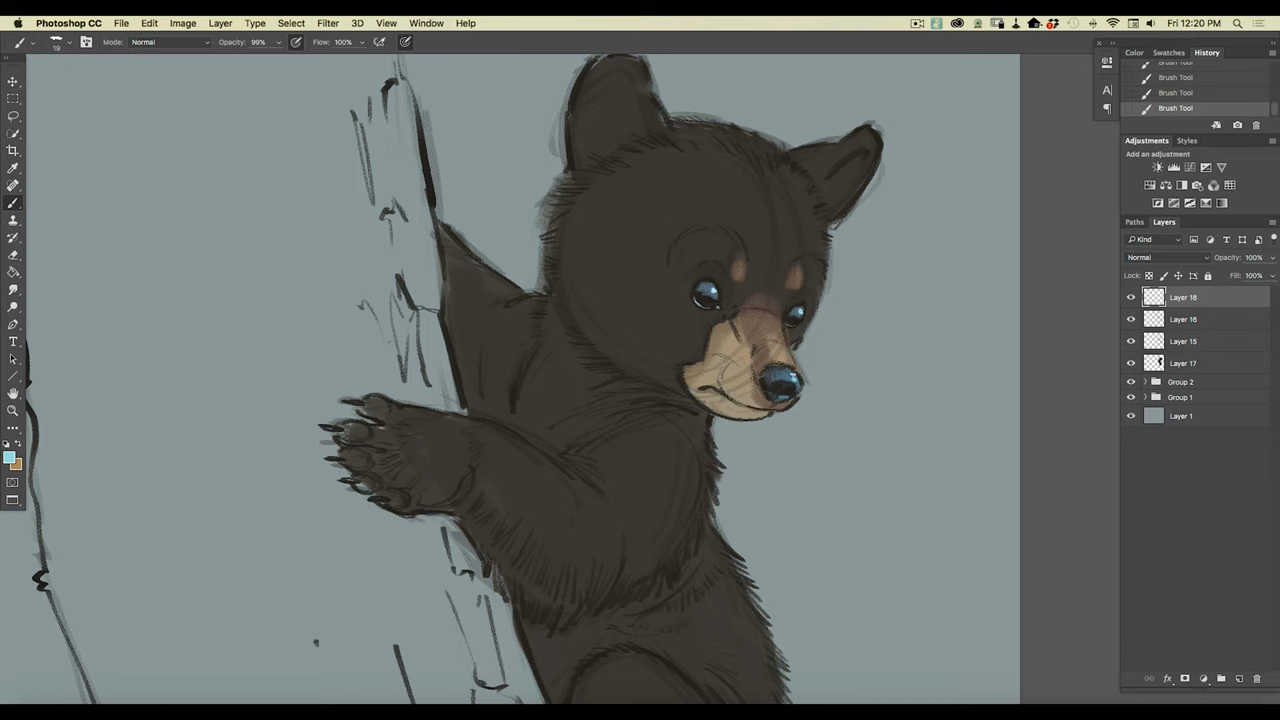 Photoshop CC File Edit Image Layer Type Select Filter 3D View Window Help Fri 12:20 PM
19 Mode: Normal Opacity: 99% Flow: 100%
Color Swatches History
Brush Tool
Brush Tool
Brush Tool
Brush Tool
Adjustments Styles
Add an adjustment
Paths Layers
Kind
Normal Opacity: 100%
Lock: Fill: 100%
Layer 18
Layer 16
Layer 15
Layer 17
Group 2
Group 1
Layer 1